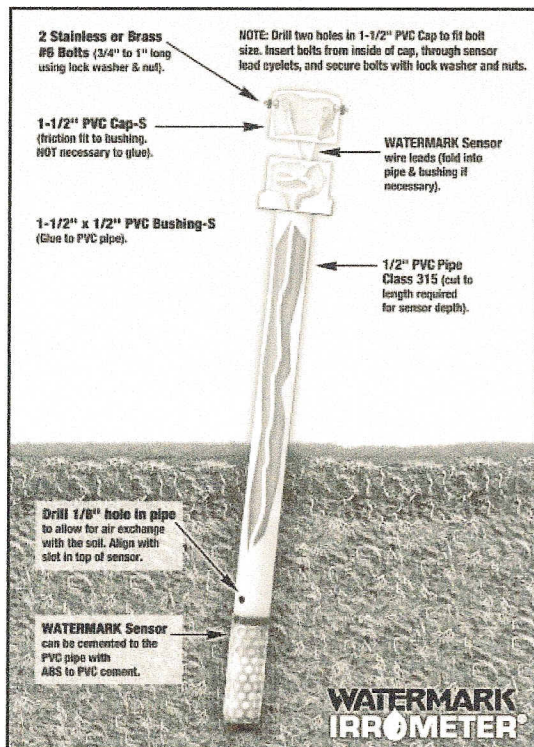 2 Stainless or Brass
#6 Bolts (3/4" to 1" long
using lock washer & nut).
NOTE: Drill two holes in 1-1/2" PVC Cap to fit bolt
size. Insert bolts from inside of cap, through sensor
lead eyelets, and secure bolts with lock washer and nuts.
1-1/2" PVC Cap-S
(friction fit to bushing.
NOT necessary to glue).
WATERMARK Sensor
wire leads (fold into
pipe & bushing if
necessary).
1-1/2" x 1/2" PVC Bushing-S
(Glue to PVC pipe).
1/2" PVC Pipe
Class 315 (cut to
length required
for sensor depth).
Drill 1/8" hole in pipe
to allow for air exchange
with the soil. Align with
slot in top of sensor.
WATERMARK Sensor
can be cemented to the
PVC pipe with
ABS to PVC cement.
WATERMARK
IRROMETER®